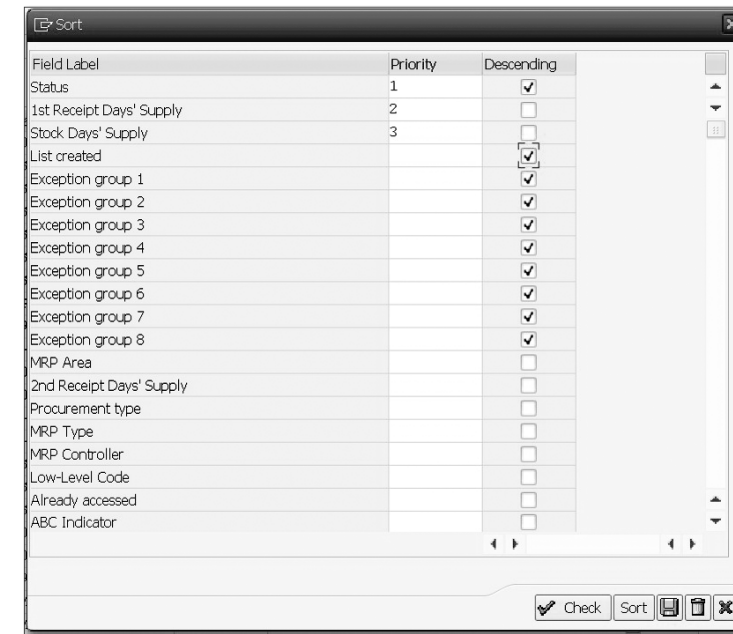 Sort
Field Label Priority Descending
Status 1
1st Receipt Days' Supply 2
Stock Days' Supply 3
List created
Exception group 1
Exception group 2
Exception group 3
Exception group 4
Exception group 5
Exception group 6
Exception group 7
Exception group 8
MRP Area
2nd Receipt Days' Supply
Procurement type
MRP Type
MRP Controller
Low-Level Code
Already accessed
ABC Indicator
Check Sort